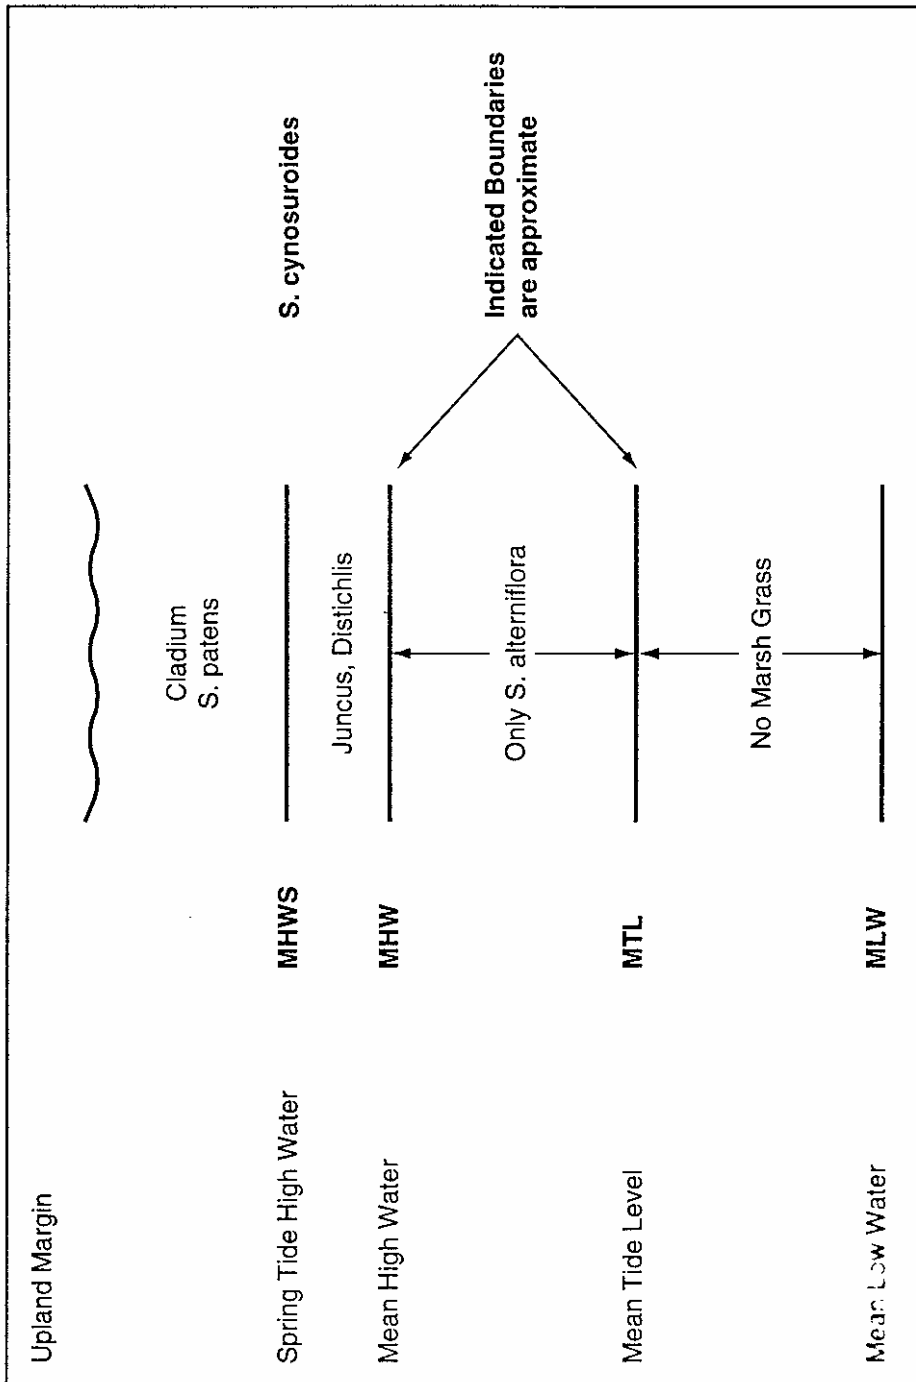 Upland Margin
Cladium
S. patens
Spring Tide High Water
MHWS
S. cynosuroides
Juncus, Distichlis
Mean High Water
MHW
Only S. alterniflora
Indicated Boundaries
are approximate
Mean Tide Level
MTL
No Marsh Grass
Mean Low Water
MLW